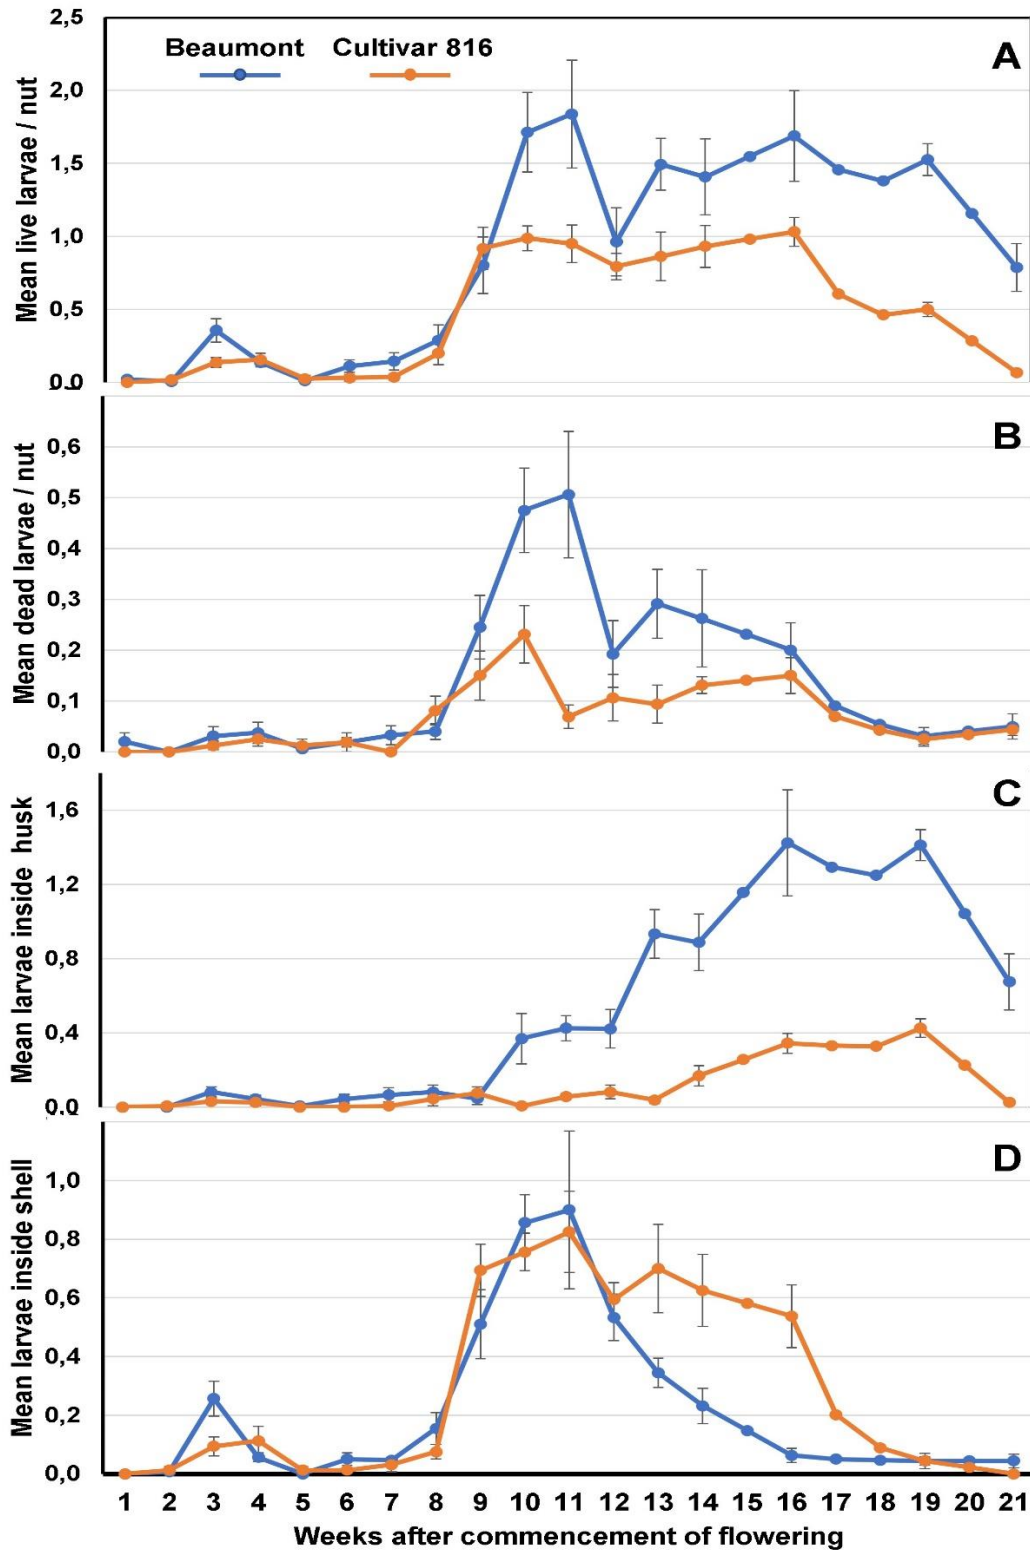 2,5
Beaumont Cultivar 816
A
2,0
1,5
1,0
0,5
0,0
Mean live larvae / nut
B
0,6
0,5
0,4
0,3
0,2
0,1
0,0
Mean dead larvae / nut
C
1,6
1,2
0,8
0,4
0,0
Mean larvae inside husk
D
1,0
0,8
0,6
0,4
0,2
0,0
Mean larvae inside shell
1 2 3 4 5 6 7 8 9 10 11 12 13 14 15 16 17 18 19 20 21
Weeks after commencement of flowering